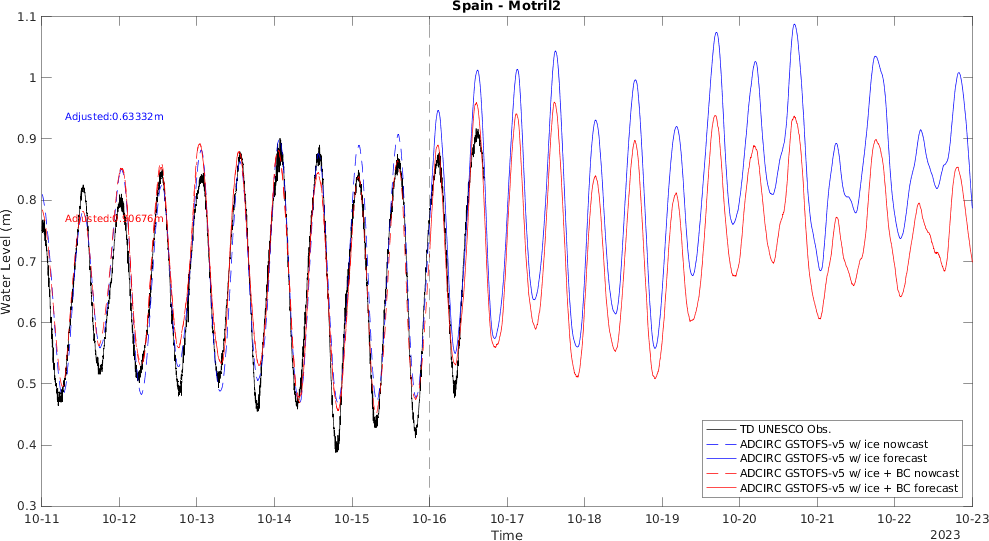 Spain - Motril2
1.1
1
0.9
0.8
0.7
0.6
0.5
0.4
0.3
Water Level (m)
Adjusted:0.63332m
Adjusted:0.50676m
10-11
10-12
10-13
10-14
10-15
10-16
10-17
10-18
10-19
10-20
10-21
10-22
10-23
Time
2023
TD UNESCO Obs.
ADCIRC GSTOFS-v5 w/ ice nowcast
ADCIRC GSTOFS-v5 w/ ice forecast
ADCIRC GSTOFS-v5 w/ ice + BC nowcast
ADCIRC GSTOFS-v5 w/ ice + BC forecast